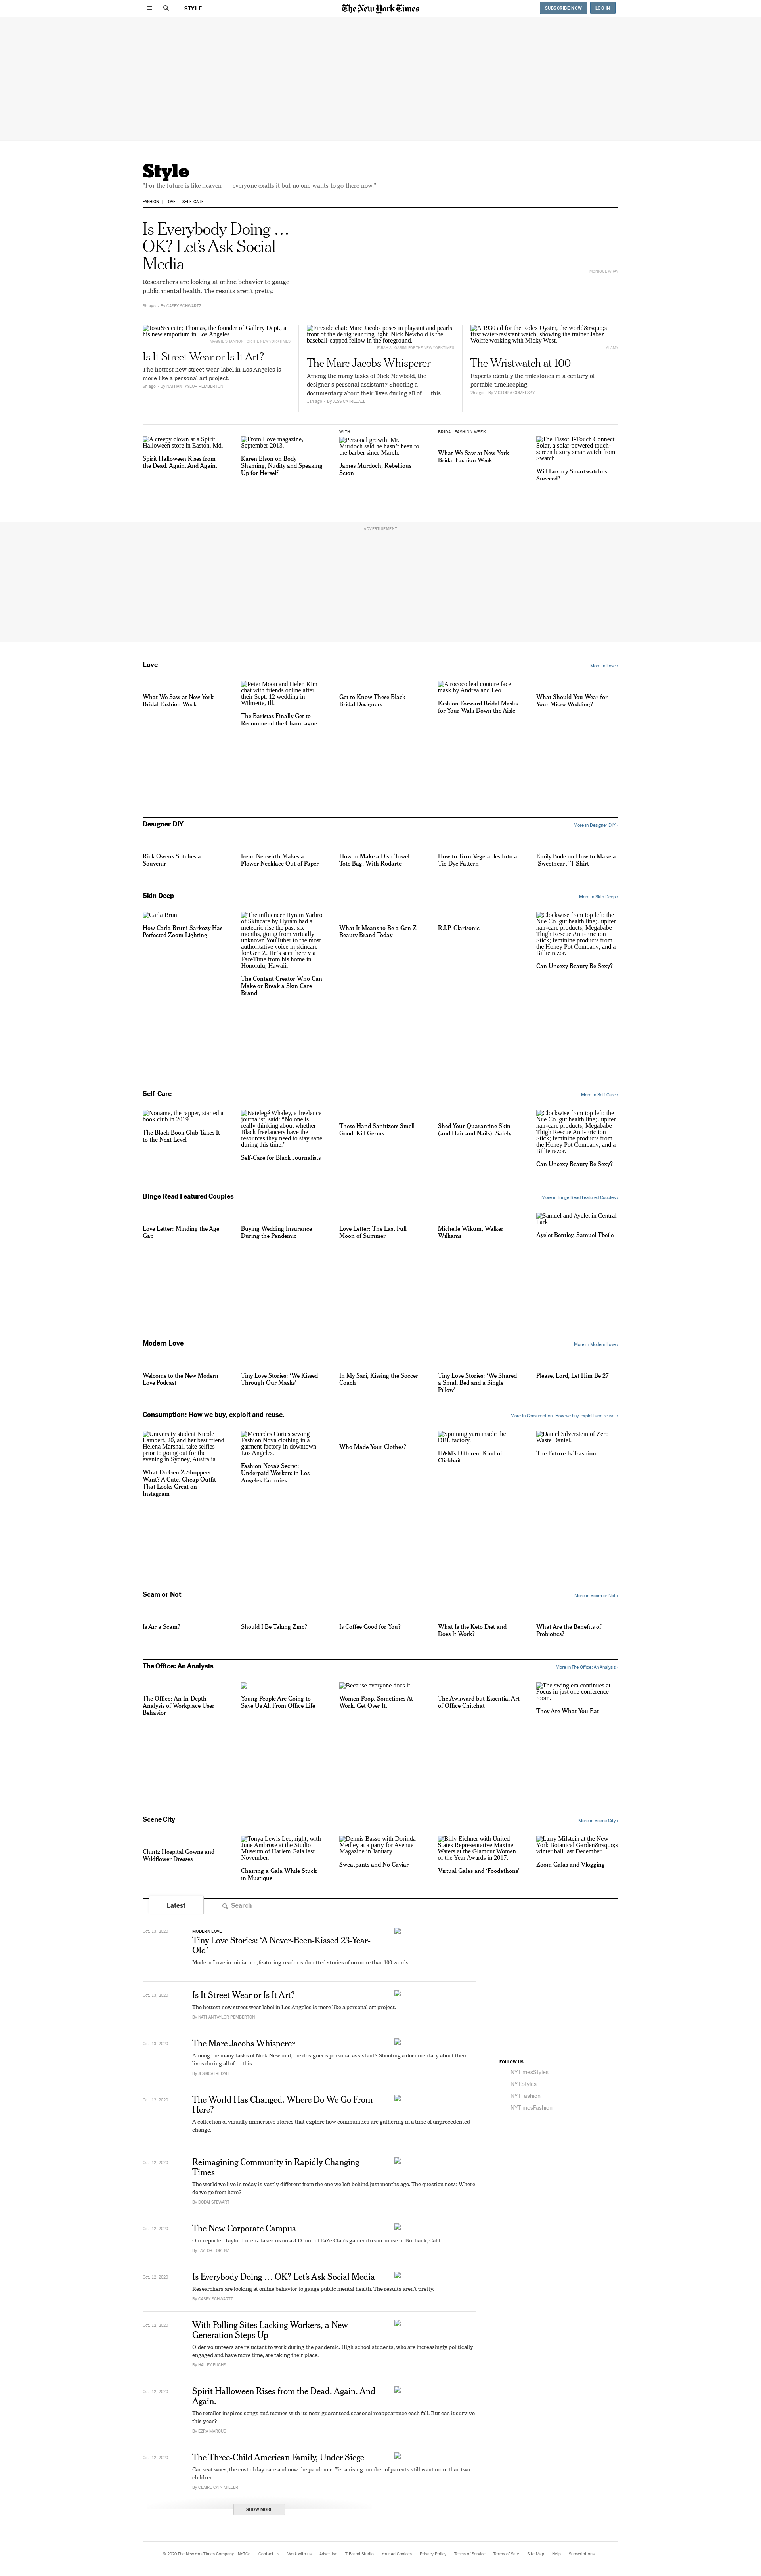 STYLE
The New York Times
SUBSCRIBE NOW
LOG IN
Style
"For the future is like heaven — everyone exalts it but no one wants to go there now."
FASHION
LOVE
SELF-CARE
Is Everybody Doing …
OK? Let's Ask Social
Media
Researchers are looking at online behavior to gauge
public mental health. The results aren't pretty.
8h ago · By CASEY SCHWARTZ
MONIQUE WRAY
Josu&eacute; Thomas, the founder of Gallery Dept., at
his new emporium in Los Angeles.
Is It Street Wear or Is It Art?
The hottest new street wear label in Los Angeles is
more like a personal art project.
6h ago · By NATHAN TAYLOR PEMBERTON
Fireside chat: Marc Jacobs poses in playsuit and pearls
front of the de rigueur ring light. Nick Newbold is the
baseball-capped fellow in the foreground.
The Marc Jacobs Whisperer
Among the many tasks of Nick Newbold, the
designer's personal assistant? Shooting a
documentary about their lives during all of … this.
11h ago · By JESSICA IREDALE
A 1930 ad for the Rolex Oyster, the world&rsquo;s
first water-resistant watch, showing the trainer Jabez
Wolffe working with Micky West.
ALAMY
The Wristwatch at 100
Experts identify the milestones in a century of
portable timekeeping.
2h ago · By VICTORIA GOMELSKY
A creepy clown at a Spirit
Halloween store in Easton, Md.
Spirit Halloween Rises from
the Dead. Again. And Again.
From Love magazine,
September 2013.
Karen Elson on Body
Shaming, Nudity and Speaking
Up for Herself
WITH …
Personal growth: Mr.
Murdoch said he hasn't been to
the barber since March.
James Murdoch, Rebellious
Scion
BRIDAL FASHION WEEK
What We Saw at New York
Bridal Fashion Week
The Tissot T-Touch Connect
Solar, a solar-powered touch-
screen luxury smartwatch from
Swatch.
Will Luxury Smartwatches
Succeed?
ADVERTISEMENT
Love
More in Love ›
What We Saw at New York
Bridal Fashion Week
Peter Moon and Helen Kim
chat with friends online after
their Sept. 12 wedding in
Wilmette, Ill.
The Baristas Finally Get to
Recommend the Champagne
Get to Know These Black
Bridal Designers
A rococo leaf couture face
mask by Andrea and Leo.
Fashion Forward Bridal Masks
for Your Walk Down the Aisle
What Should You Wear for
Your Micro Wedding?
Designer DIY
More in Designer DIY ›
Rick Owens Stitches a
Souvenir
Irene Neuwirth Makes a
Flower Necklace Out of Paper
How to Make a Dish Towel
Tote Bag, With Rodarte
How to Turn Vegetables Into a
Tie-Dye Pattern
Emily Bode on How to Make a
'Sweetheart' T-Shirt
Skin Deep
More in Skin Deep ›
Carla Bruni
How Carla Bruni-Sarkozy Has
Perfected Zoom Lighting
The influencer Hyram Yarbro
of Skincare by Hyram had a
meteoric rise the past six
months, going from virtually
unknown YouTuber to the most
authoritative voice in skincare
for Gen Z. He's seen here via
FaceTime from his home in
Honolulu, Hawaii.
The Content Creator Who Can
Make or Break a Skin Care
Brand
What It Means to Be a Gen Z
Beauty Brand Today
R.I.P. Clarisonic
Clockwise from top left: the
Nue Co. gut health line; Jupiter
hair-care products; Megababe
Thigh Rescue Anti-Friction
Stick; feminine products from
the Honey Pot Company; and a
Billie razor.
Can Unsexy Beauty Be Sexy?
Self-Care
More in Self-Care ›
Noname, the rapper, started a
book club in 2019.
The Black Book Club Takes It
to the Next Level
Natelegé Whaley, a freelance
journalist, said: "No one is
really thinking about whether
Black freelancers have the
resources they need to stay sane
during this time."
Self-Care for Black Journalists
These Hand Sanitizers Smell
Good, Kill Germs
Shed Your Quarantine Skin
(and Hair and Nails), Safely
Clockwise from top left: the
Nue Co. gut health line; Jupiter
hair-care products; Megababe
Thigh Rescue Anti-Friction
Stick; feminine products from
the Honey Pot Company; and a
Billie razor.
Can Unsexy Beauty Be Sexy?
Binge Read Featured Couples
More in Binge Read Featured Couples ›
Love Letter: Minding the Age
Gap
Buying Wedding Insurance
During the Pandemic
Love Letter: The Last Full
Moon of Summer
Michelle Wikum, Walker
Williams
Samuel and Ayelet in Central
Park
Ayelet Bentley, Samuel Tbeile
Modern Love
More in Modern Love ›
Welcome to the New Modern
Love Podcast
Tiny Love Stories: 'We Kissed
Through Our Masks'
In My Sari, Kissing the Soccer
Coach
Tiny Love Stories: 'We Shared
a Small Bed and a Single
Pillow'
Please, Lord, Let Him Be 27
Consumption: How we buy, exploit and reuse.
More in Consumption: How we buy, exploit and reuse. ›
University student Nicole
Lambert, 20, and her best friend
Helena Marshall take selfies
prior to going out for the
evening in Sydney, Australia.
What Do Gen Z Shoppers
Want? A Cute, Cheap Outfit
That Looks Great on
Instagram
Mercedes Cortes sewing
Fashion Nova clothing in a
garment factory in downtown
Los Angeles.
Fashion Nova's Secret:
Underpaid Workers in Los
Angeles Factories
Who Made Your Clothes?
Spinning yarn inside the
DBL factory.
H&M's Different Kind of
Clickbait
Daniel Silverstein of Zero
Waste Daniel.
The Future Is Trashion
Scam or Not
More in Scam or Not ›
Is Air a Scam?
Should I Be Taking Zinc?
Is Coffee Good for You?
What Is the Keto Diet and
Does It Work?
What Are the Benefits of
Probiotics?
The Office: An Analysis
More in The Office: An Analysis ›
The Office: An In-Depth
Analysis of Workplace User
Behavior
Young People Are Going to
Save Us All From Office Life
Because everyone does it.
Women Poop. Sometimes At
Work. Get Over It.
The Awkward but Essential Art
of Office Chitchat
The swing era continues at
Focus in just one conference
room.
They Are What You Eat
Scene City
More in Scene City ›
Chintz Hospital Gowns and
Wildflower Dresses
Tonya Lewis Lee, right, with
June Ambrose at the Studio
Museum of Harlem Gala last
November.
Chairing a Gala While Stuck
in Mustique
Dennis Basso with Dorinda
Medley at a party for Avenue
Magazine in January.
Sweatpants and No Caviar
Billy Eichner with United
States Representative Maxine
Waters at the Glamour Women
of the Year Awards in 2017.
Virtual Galas and 'Foodathons'
Larry Milstein at the New
York Botanical Garden&rsquo;s
winter ball last December.
Zoom Galas and Vlogging
Latest
Search
Oct. 13, 2020
MODERN LOVE
Tiny Love Stories: 'A Never-Been-Kissed 23-Year-
Old'
Modern Love in miniature, featuring reader-submitted stories of no more than 100 words.
Oct. 13, 2020
Is It Street Wear or Is It Art?
The hottest new street wear label in Los Angeles is more like a personal art project.
By NATHAN TAYLOR PEMBERTON
Oct. 13, 2020
The Marc Jacobs Whisperer
Among the many tasks of Nick Newbold, the designer's personal assistant? Shooting a documentary about their
lives during all of … this.
By JESSICA IREDALE
Oct. 12, 2020
The World Has Changed. Where Do We Go From
Here?
A collection of visually immersive stories that explore how communities are gathering in a time of unprecedented
change.
Oct. 12, 2020
Reimagining Community in Rapidly Changing
Times
The world we live in today is vastly different from the one we left behind just months ago. The question now: Where
do we go from here?
By DODAI STEWART
Oct. 12, 2020
The New Corporate Campus
Our reporter Taylor Lorenz takes us on a 3-D tour of FaZe Clan's gamer dream house in Burbank, Calif.
By TAYLOR LORENZ
Oct. 12, 2020
Is Everybody Doing … OK? Let's Ask Social Media
Researchers are looking at online behavior to gauge public mental health. The results aren't pretty.
By CASEY SCHWARTZ
Oct. 12, 2020
With Polling Sites Lacking Workers, a New
Generation Steps Up
Older volunteers are reluctant to work during the pandemic. High school students, who are increasingly politically
engaged and have more time, are taking their place.
By HAILEY FUCHS
Oct. 12, 2020
Spirit Halloween Rises from the Dead. Again. And
Again.
The retailer inspires songs and memes with its near-guaranteed seasonal reappearance each fall. But can it survive
this year?
By EZRA MARCUS
Oct. 12, 2020
The Three-Child American Family, Under Siege
Car-seat woes, the cost of day care and now the pandemic. Yet a rising number of parents still want more than two
children.
By CLAIRE CAIN MILLER
SHOW MORE
FOLLOW US
NYTimesStyles
NYTStyles
NYTFashion
NYTimesFashion
© 2020 The New York Times Company
NYTCo
Contact Us
Work with us
Advertise
T Brand Studio
Your Ad Choices
Privacy Policy
Terms of Service
Terms of Sale
Site Map
Help
Subscriptions